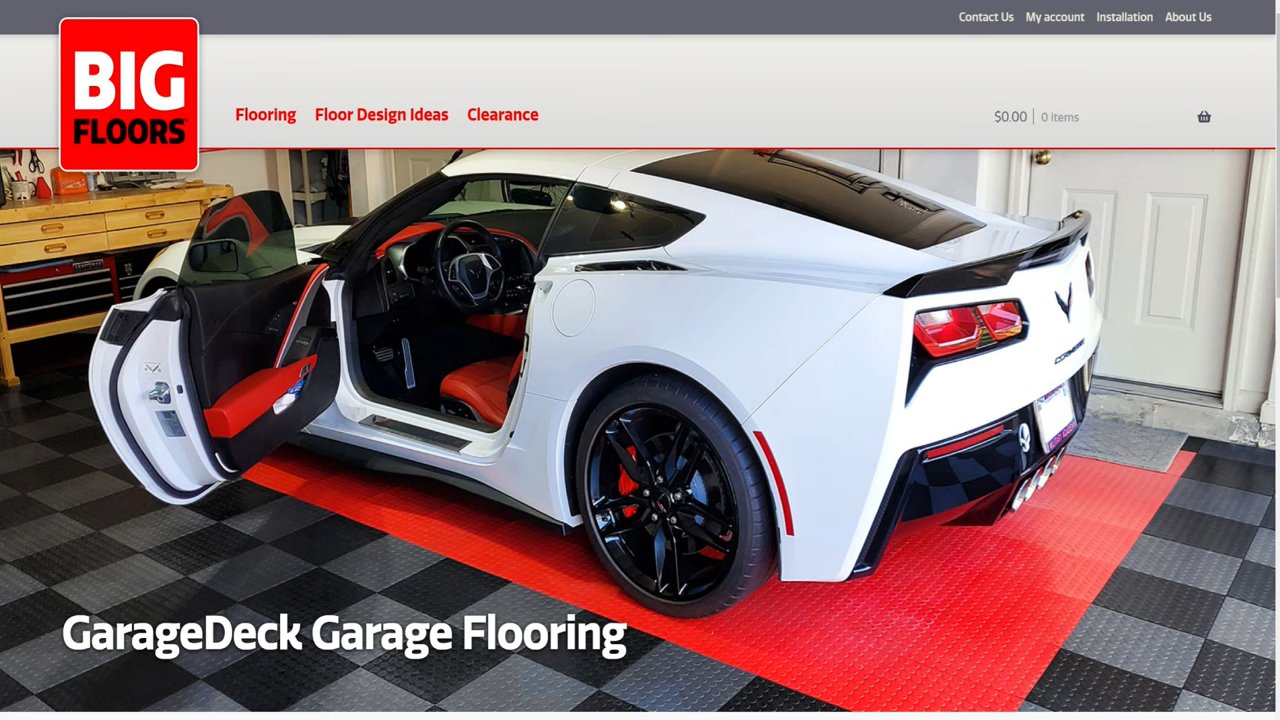 Contact Us My account Installation About Us
BIG
FLOORS
Flooring Floor Design Ideas Clearance
$0.00 0 items
GarageDeck Garage Flooring